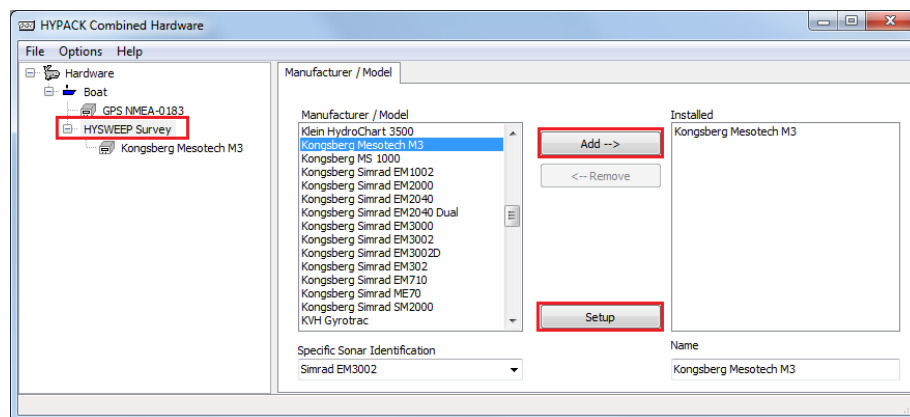 HYPACK Combined Hardware
File Options Help
Hardware
Boat
GPS NMEA-0183
HYSWEEP Survey
Kongsberg Mesotech M3
Manufacturer / Model
Manufacturer / Model
Klein HydroChart 3500
Kongsberg Mesotech M3
Kongsberg MS 1000
Kongsberg Simrad EM1002
Kongsberg Simrad EM2000
Kongsberg Simrad EM2040
Kongsberg Simrad EM2040 Dual
Kongsberg Simrad EM3000
Kongsberg Simrad EM3002
Kongsberg Simrad EM3002D
Kongsberg Simrad EM302
Kongsberg Simrad EM710
Kongsberg Simrad ME70
Kongsberg Simrad SM2000
KVH Gyrotrac
Specific Sonar Identification
Simrad EM3002
Add -->
<-- Remove
Setup
Installed
Kongsberg Mesotech M3
Name
Kongsberg Mesotech M3